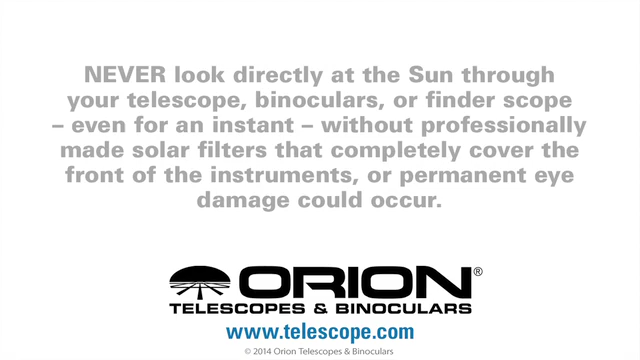 NEVER look directly at the Sun through
your telescope, binoculars, or finder scope
– even for an instant – without professionally
made solar filters that completely cover the
front of the instruments, or permanent eye
damage could occur.
ORION®
TELESCOPES & BINOCULARS
www.telescope.com
© 2014 Orion Telescopes & Binoculars